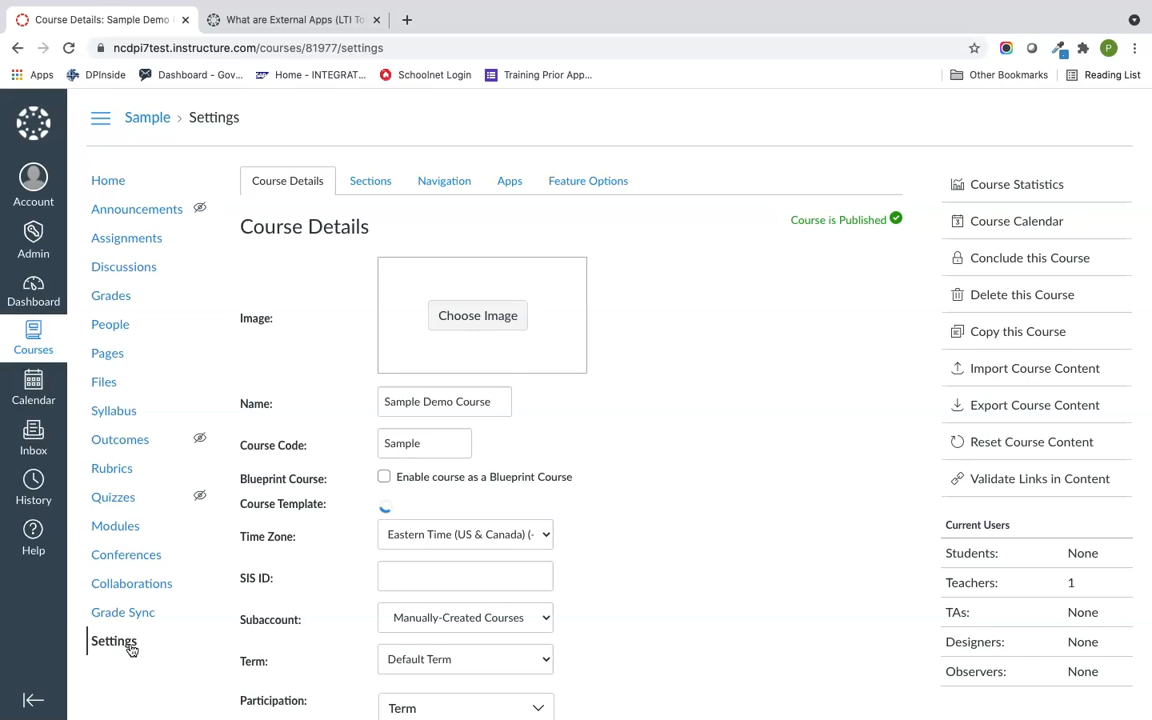 Course Details: Sample Demo
What are External Apps (LTI To
ncdpi7test.instructure.com/courses/81977/settings
P
Apps
DPInside
Dashboard - Gov...
Home - INTEGRAT...
Schoolnet Login
Training Prior App...
Other Bookmarks
Reading List
Sample › Settings
Account
Admin
Dashboard
Courses
Calendar
Inbox
History
Help
Home
Announcements
Assignments
Discussions
Grades
People
Pages
Files
Syllabus
Outcomes
Rubrics
Quizzes
Modules
Conferences
Collaborations
Grade Sync
Settings
Course Details
Sections
Navigation
Apps
Feature Options
Course Details
Course is Published
Image:
Choose Image
Name:
Sample Demo Course
Course Code:
Sample
Blueprint Course:
Enable course as a Blueprint Course
Course Template:
Time Zone:
Eastern Time (US & Canada) (-
SIS ID:
Subaccount:
Manually-Created Courses
Term:
Default Term
Participation:
Term
Course Statistics
Course Calendar
Conclude this Course
Delete this Course
Copy this Course
Import Course Content
Export Course Content
Reset Course Content
Validate Links in Content
Current Users
Students: None
Teachers: 1
TAs: None
Designers: None
Observers: None